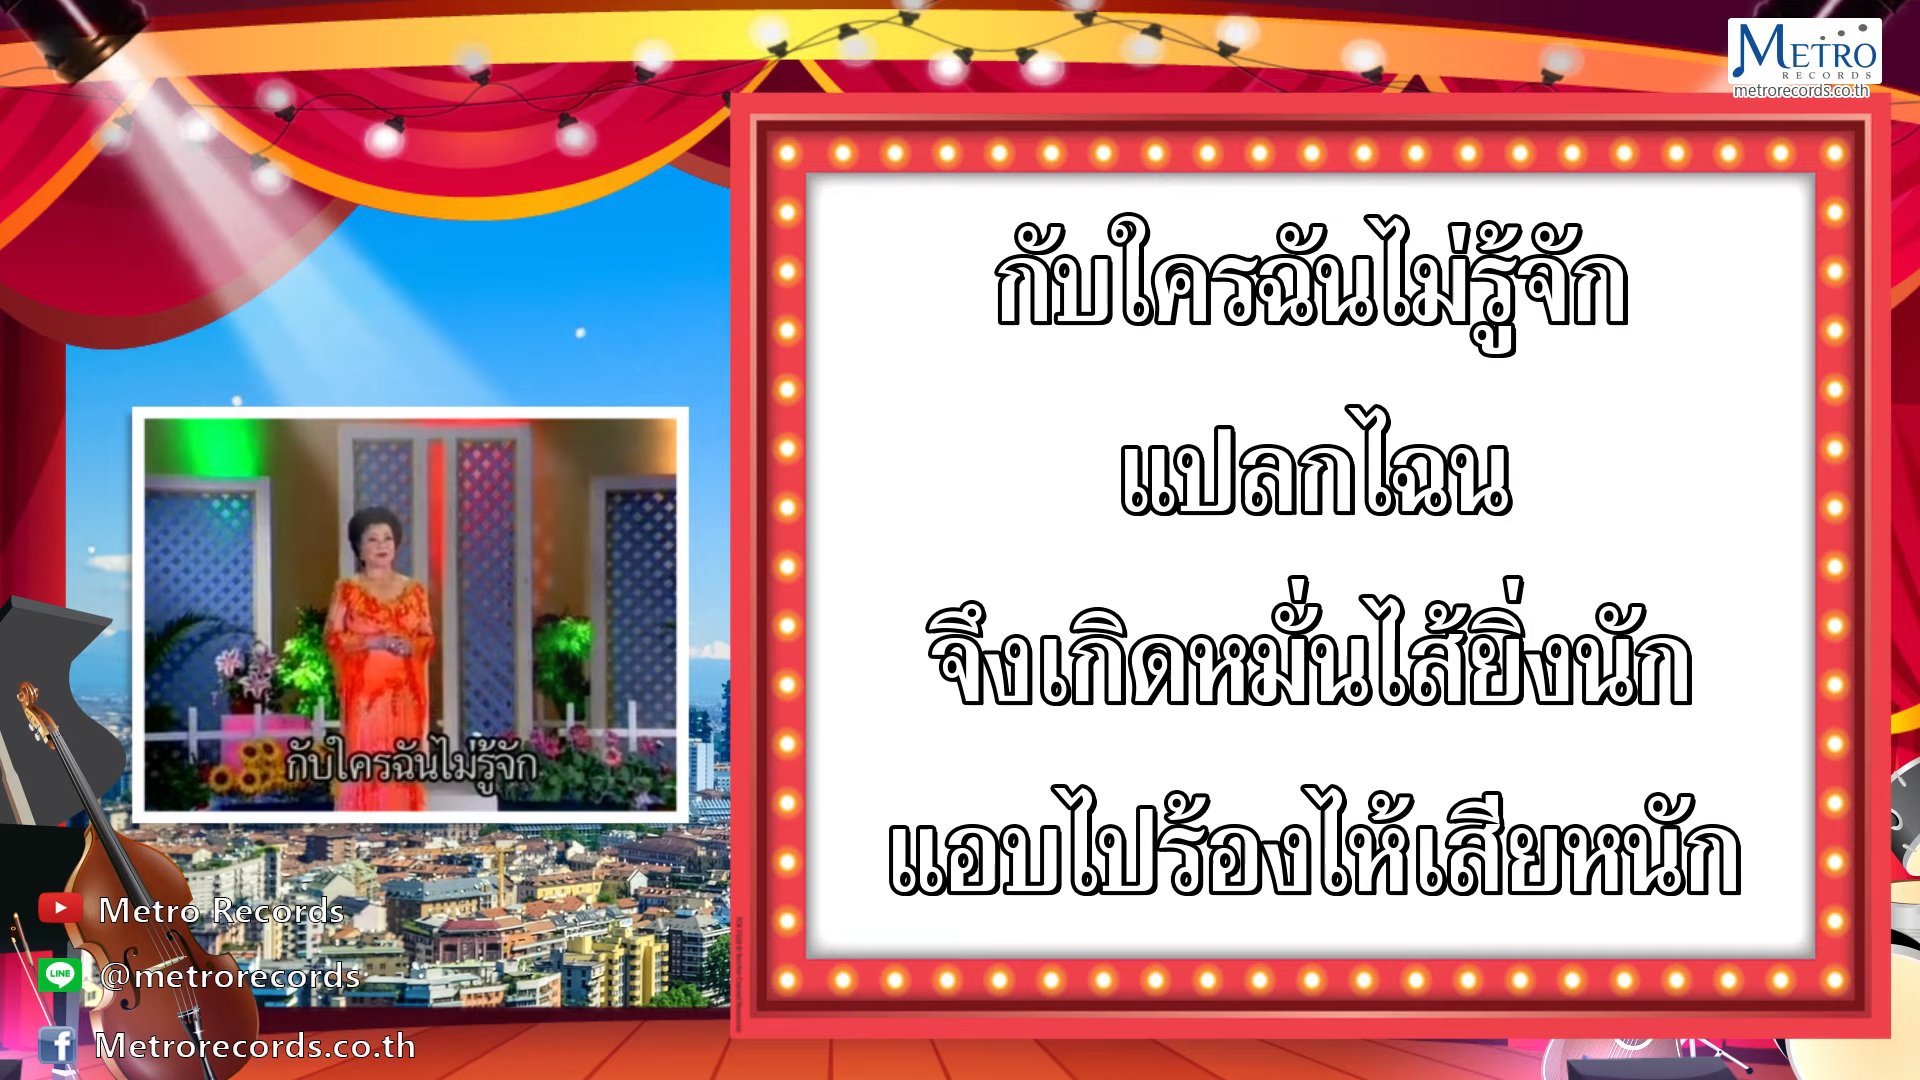 METRO
RECORDS
metrorecords.co.th
กับใครฉันไม่รู้จัก
แปลกไฉน
จึงเกิดหมั่นไส้ยิ่งนัก
แอบไปร้องไห้เสียหนัก
กับใครฉันไม่รู้จัก
Metro Records
LINE
@metrorecords
Metrorecords.co.th